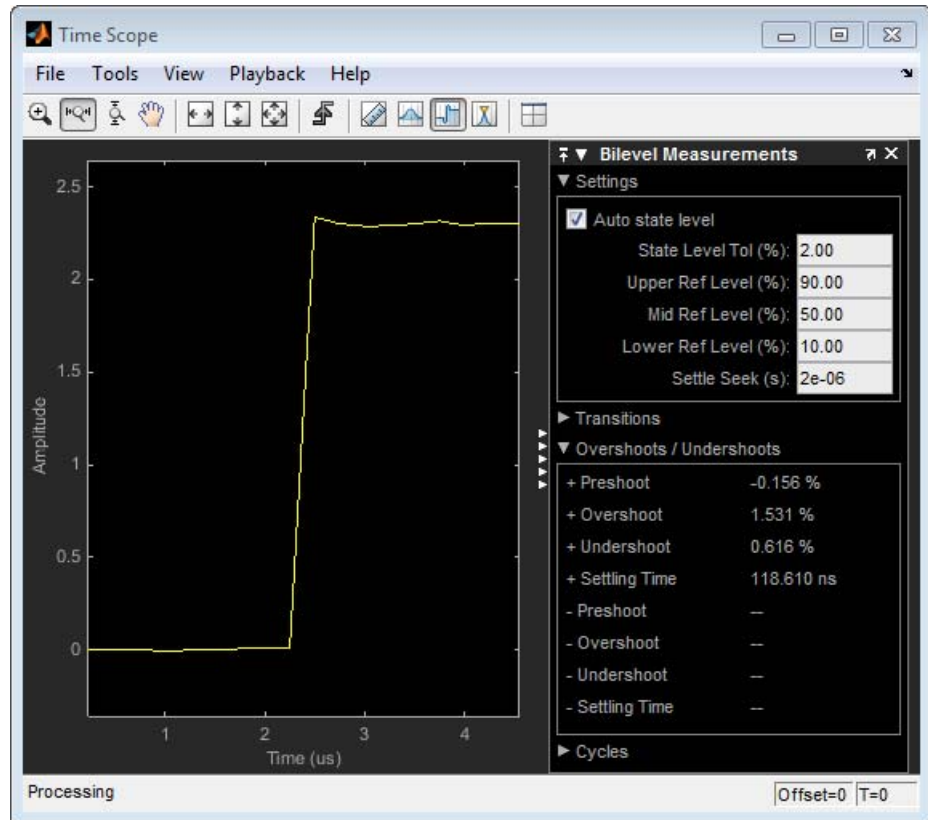 Time Scope
File Tools View Playback Help
2.5
2
1.5
1
0.5
0
Amplitude
1 2 3 4
Time (us)
Bilevel Measurements
Settings
Auto state level
State Level Tol (%): 2.00
Upper Ref Level (%): 90.00
Mid Ref Level (%): 50.00
Lower Ref Level (%): 10.00
Settle Seek (s): 2e-06
Transitions
Overshoots / Undershoots
+ Preshoot -0.156 %
+ Overshoot 1.531 %
+ Undershoot 0.616 %
+ Settling Time 118.610 ns
- Preshoot --
- Overshoot --
- Undershoot --
- Settling Time --
Cycles
Processing
Offset=0 T=0